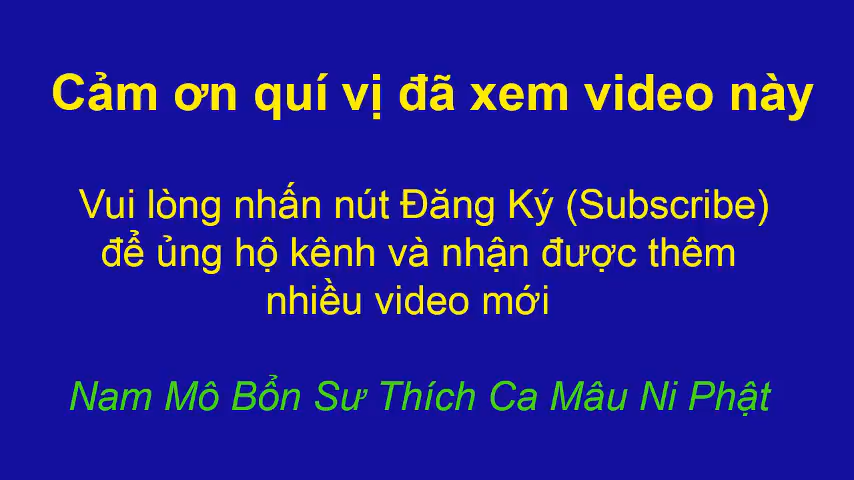 Cảm ơn quí vị đã xem video này
Vui lòng nhấn nút Đăng Ký (Subscribe)
để ủng hộ kênh và nhận được thêm
nhiều video mới
Nam Mô Bổn Sư Thích Ca Mâu Ni Phật